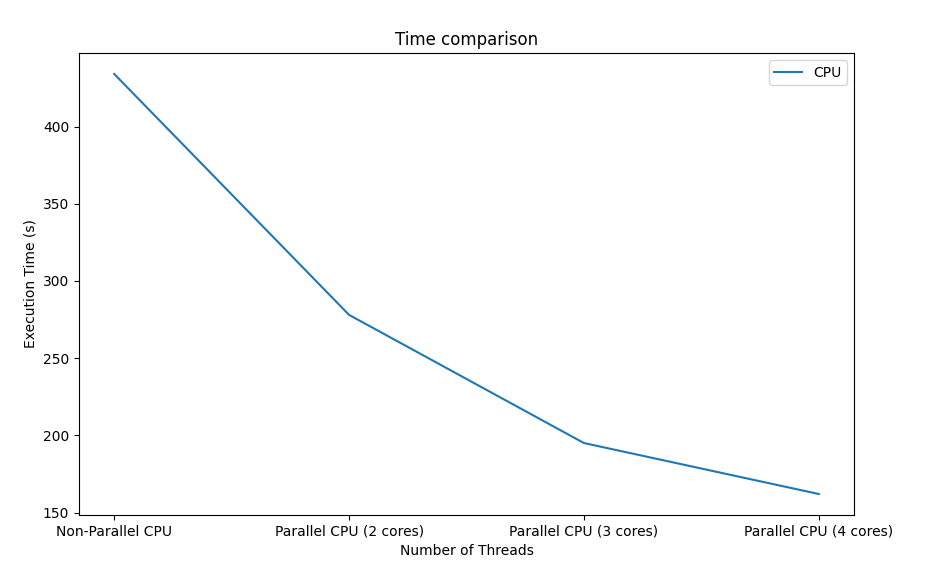 Time comparison
CPU
400
350
300
250
200
150
Execution Time (s)
Non-Parallel CPU
Parallel CPU (2 cores)
Parallel CPU (3 cores)
Parallel CPU (4 cores)
Number of Threads